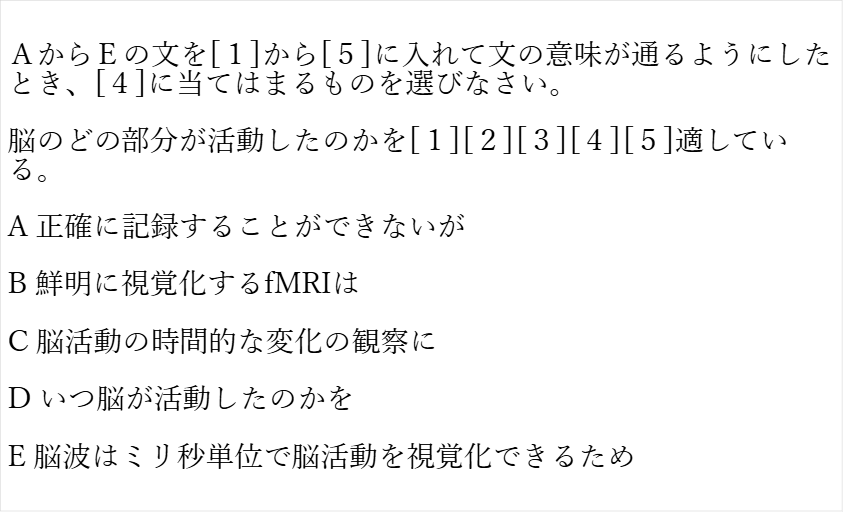 AからEの文を[１]から[５]に入れて文の意味が通るようにした
とき、[４]に当てはまるものを選びなさい。
脳のどの部分が活動したのかを[１][２][３][４][５]適してい
る。
A 正確に記録することができないが
B 鮮明に視覚化するfMRIは
C 脳活動の時間的な変化の観察に
D いつ脳が活動したのかを
E 脳波はミリ秒単位で脳活動を視覚化できるため